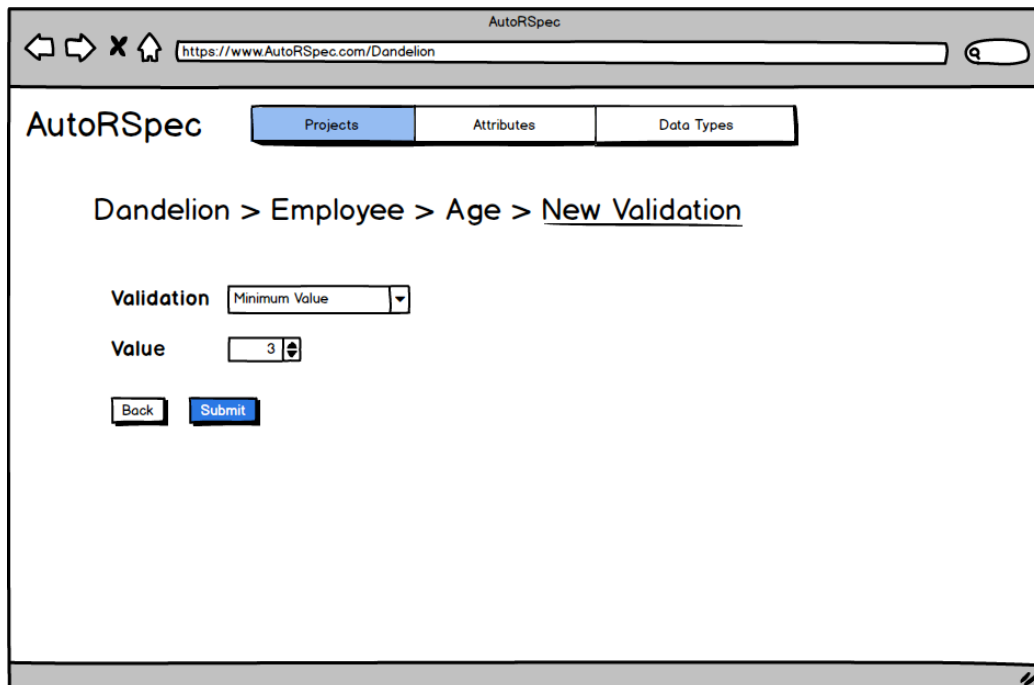 AutoRSpec
https://www.AutoRSpec.com/Dandelion
AutoRSpec Projects Attributes Data Types
Dandelion > Employee > Age > New Validation
Validation Minimum Value
Value 3
Back Submit